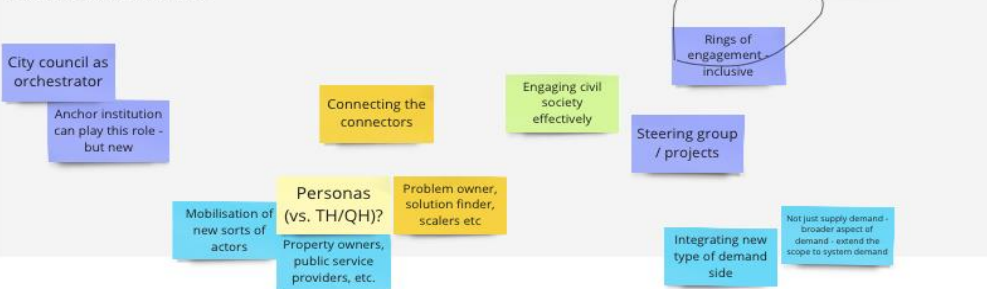 City council as
orchestrator
Anchor institution
can play this role -
but new
Connecting the
connectors
Engaging civil
society
effectively
Rings of
engagement -
inclusive
Steering group
/ projects
Personas
(vs. TH/QH)?
Problem owner,
solution finder,
scalers etc
Mobilisation of
new sorts of
actors
Property owners,
public service
providers, etc.
Integrating new
type of demand
side
Not just supply demand -
broader aspect of
demand - extend the
scope to system demand